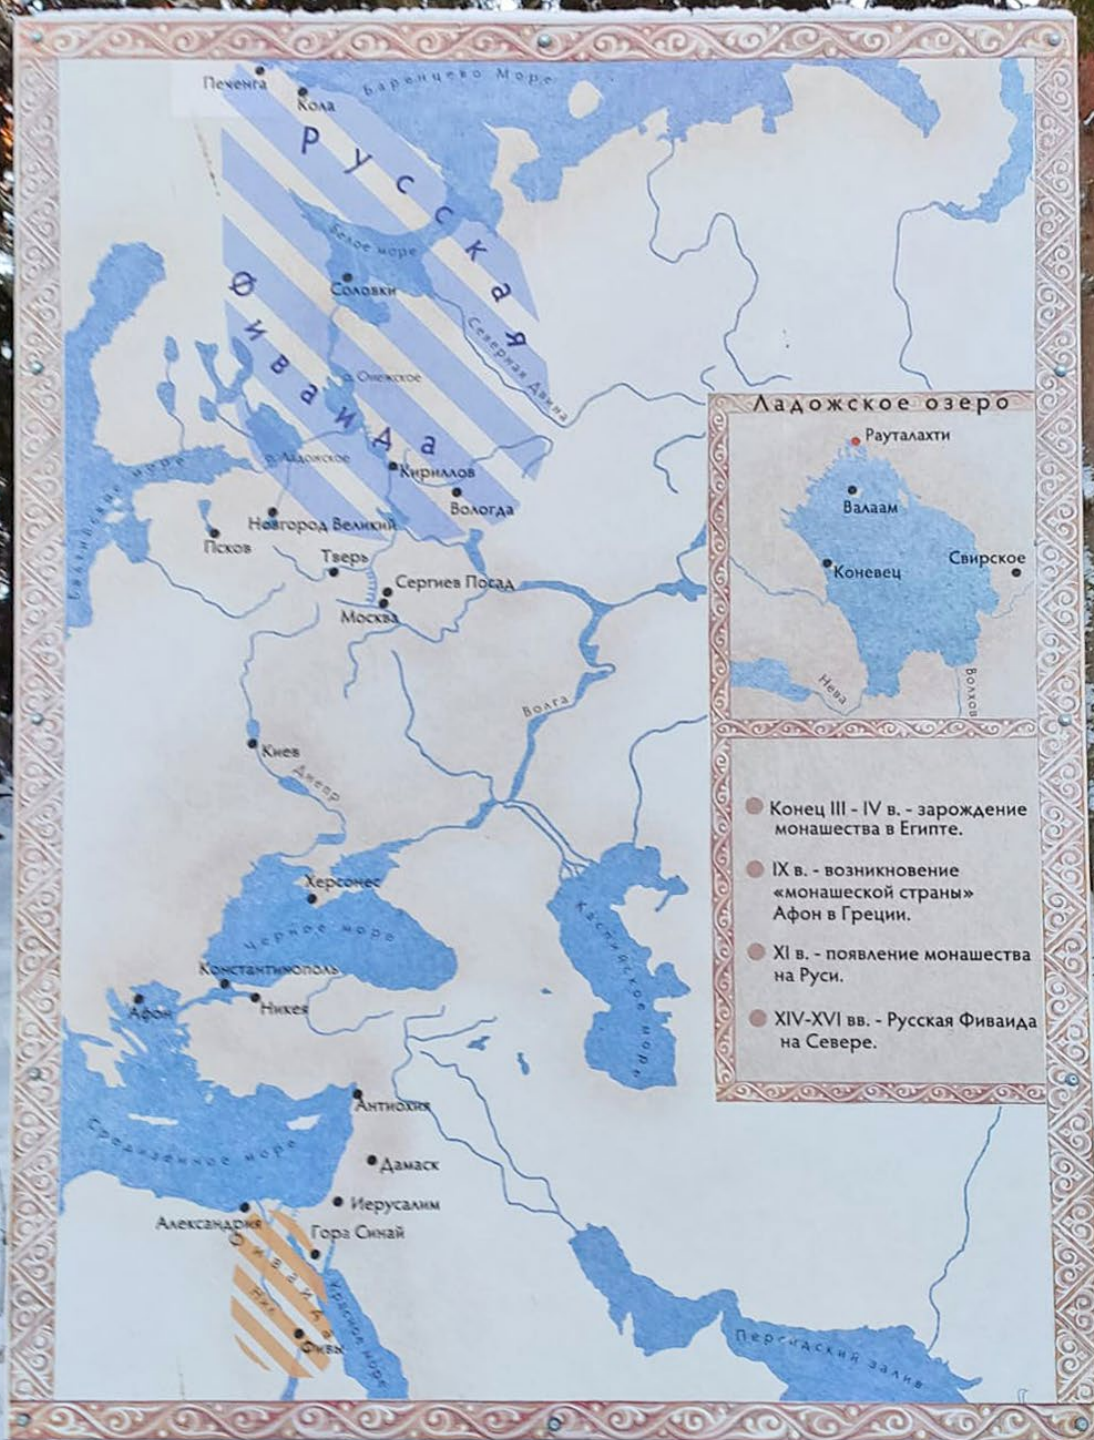 Печенга
Кола
Баренцево Море
Русская
Фиваида
Белое море
Соловки
Северная Двина
о. Онежское
о. Ладожское
Кириллов
Вологда
Новгород Великий
Псков
Тверь
Сергиев Посад
Москва
Волга
Киев
Днепр
Херсонес
Черное море
Константинополь
Никея
Афон
Каспийское море
Антиохия
Средиземное море
Дамаск
Иерусалим
Александрия
Гора Синай
Фиваида
Нил
Фивы
Красное море
Персидский залив
Ладожское озеро
Рауталахти
Валаам
Коневец
Свирское
Нева
Волхов
Конец III - IV в. - зарождение
монашества в Египте.
IX в. - возникновение
«монашеской страны»
Афон в Греции.
XI в. - появление монашества
на Руси.
XIV-XVI вв. - Русская Фиваида
на Севере.